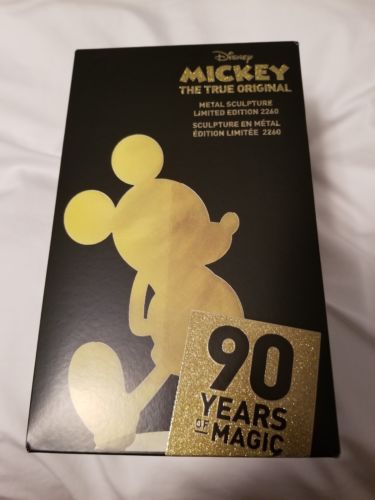 Disney
MICKEY
THE TRUE ORIGINAL
METAL SCULPTURE
LIMITED EDITION 2260
SCULPTURE EN MÉTAL
ÉDITION LIMITÉE 2260
90
YEARS
OF MAGIC